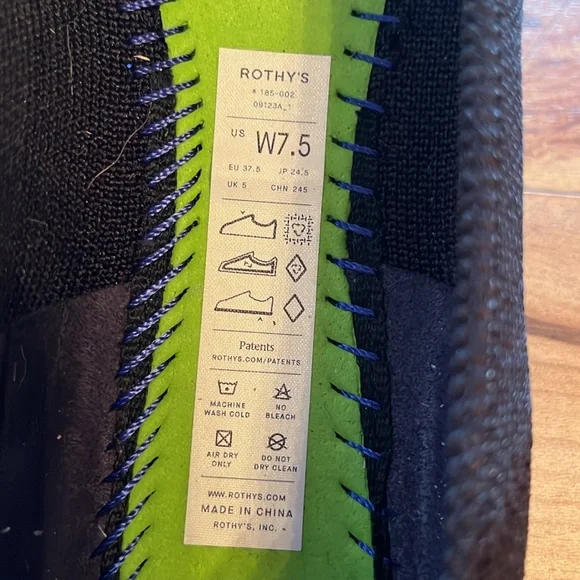 ROTHY'S
# 185-002
09123A_1
US W7.5
EU 37.5 JP 24.5
UK 5 CHN 245
Patents
ROTHYS.COM/PATENTS
MACHINE WASH COLD
NO BLEACH
AIR DRY ONLY
DO NOT DRY CLEAN
WWW.ROTHYS.COM
MADE IN CHINA
ROTHY'S, INC.